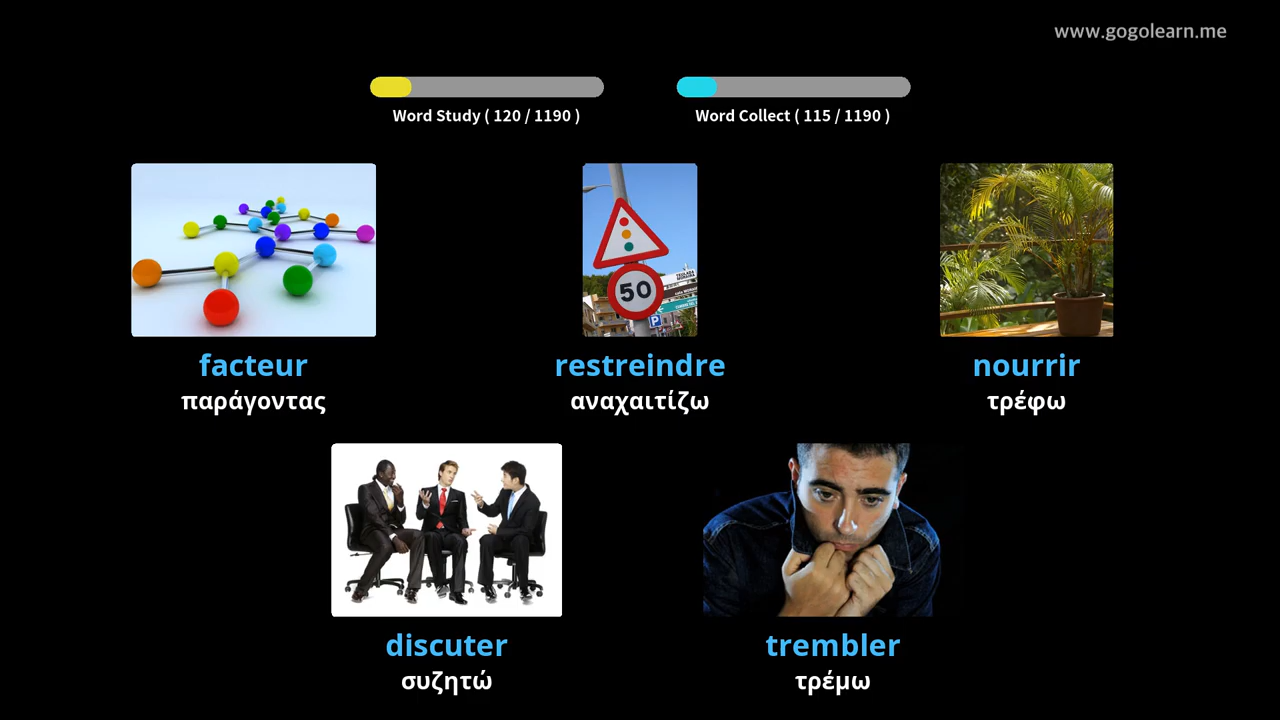 www.gogolearn.me
Word Study ( 120 / 1190 )
Word Collect ( 115 / 1190 )
50
P
facteur
restreindre
nourrir
παράγοντας
αναχαιτίζω
τρέφω
discuter
trembler
συζητώ
τρέμω